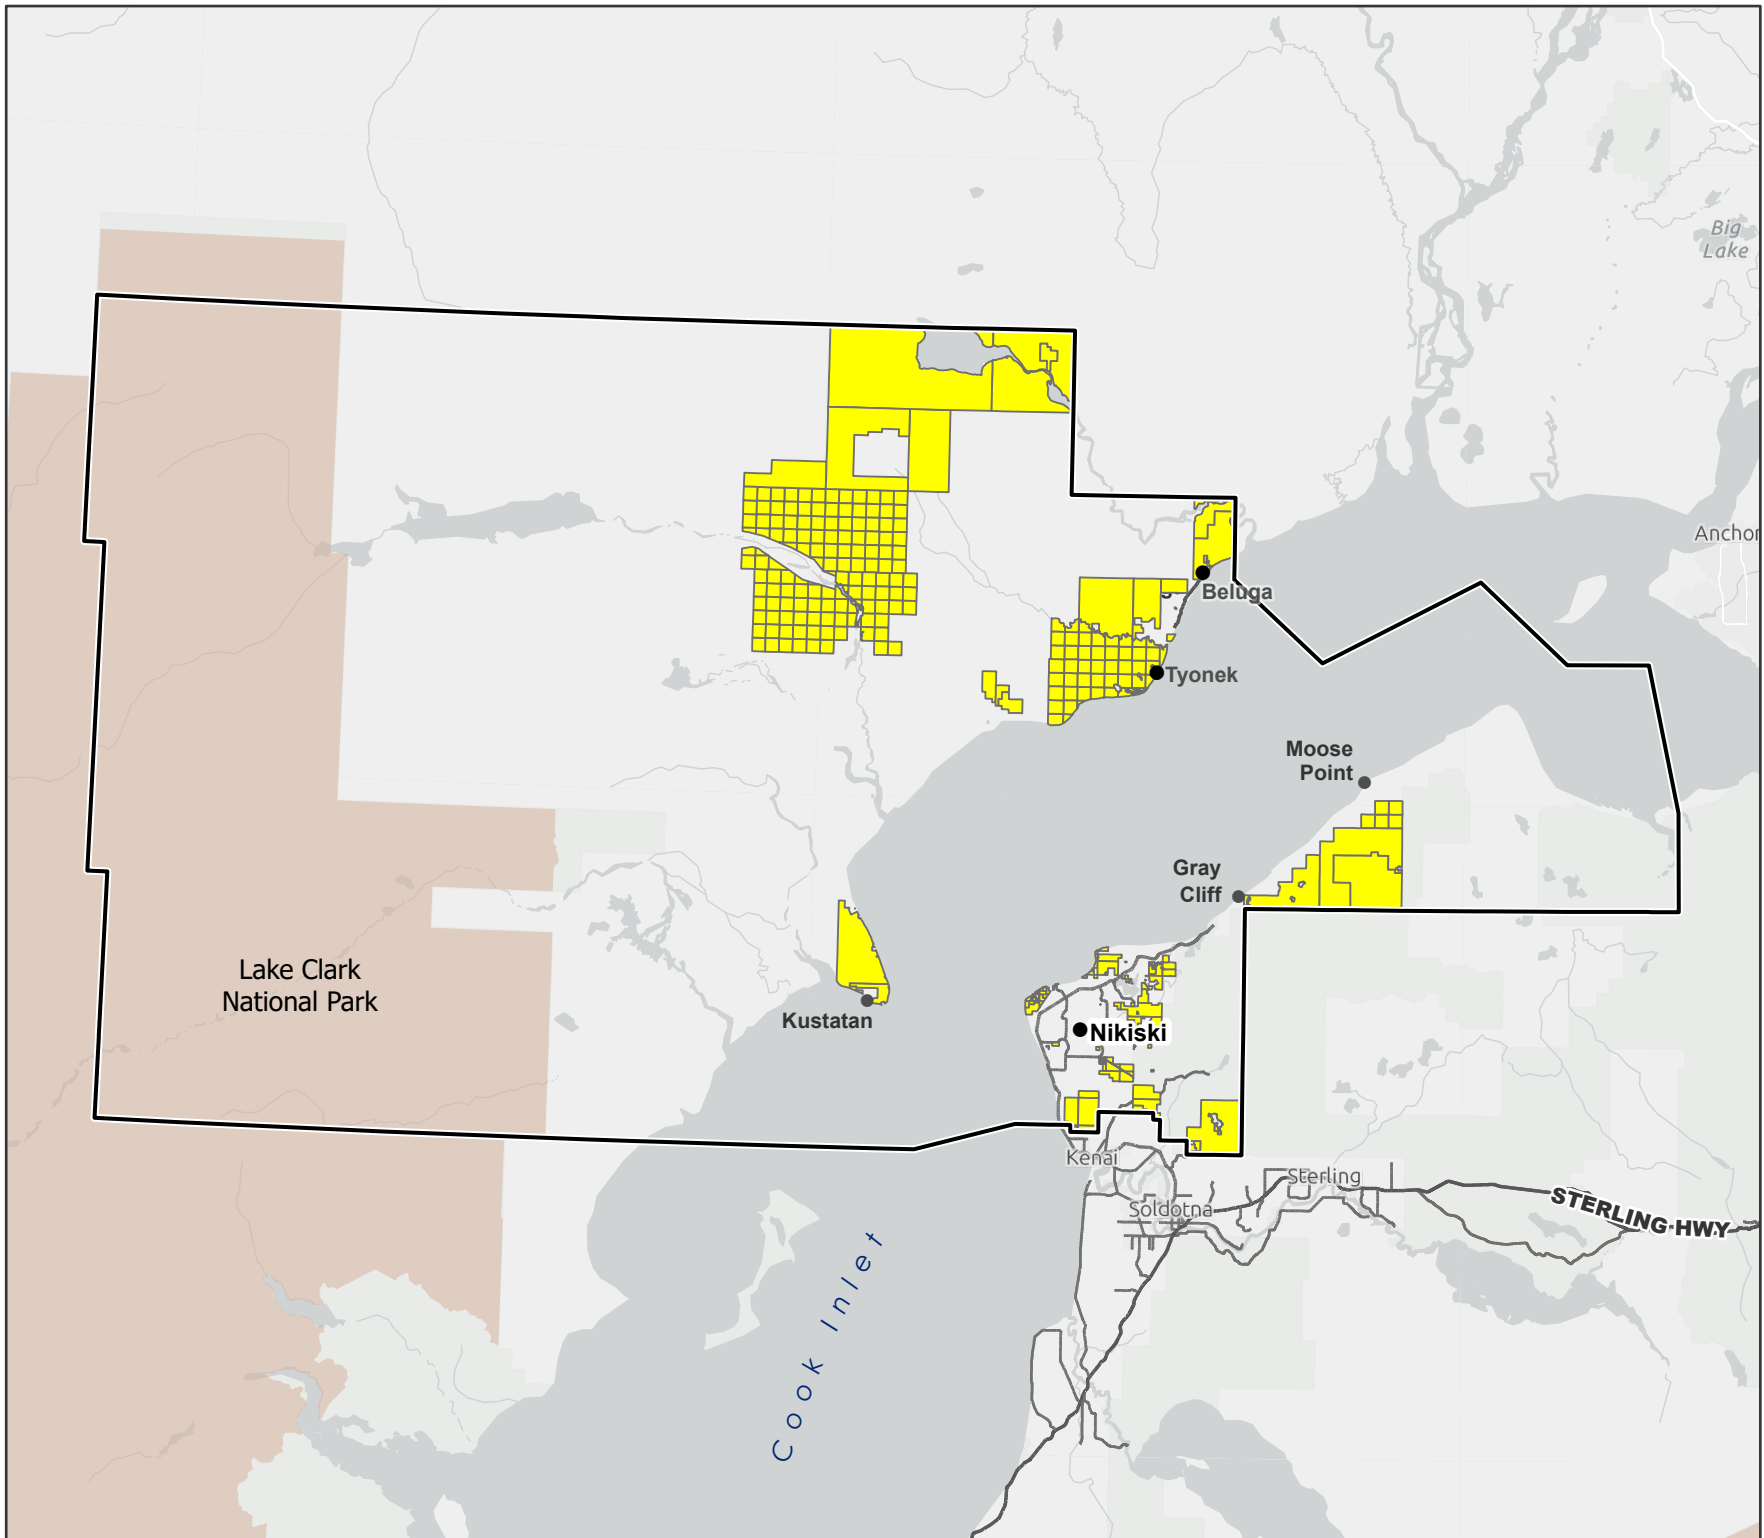 Big
Lake
Anchor
Beluga
Tyonek
Moose
Point
Gray
Cliff
Lake Clark
National Park
Kustatan
Nikiski
Kenai
Sterling
Soldotna
STERLING HWY
Cook Inlet